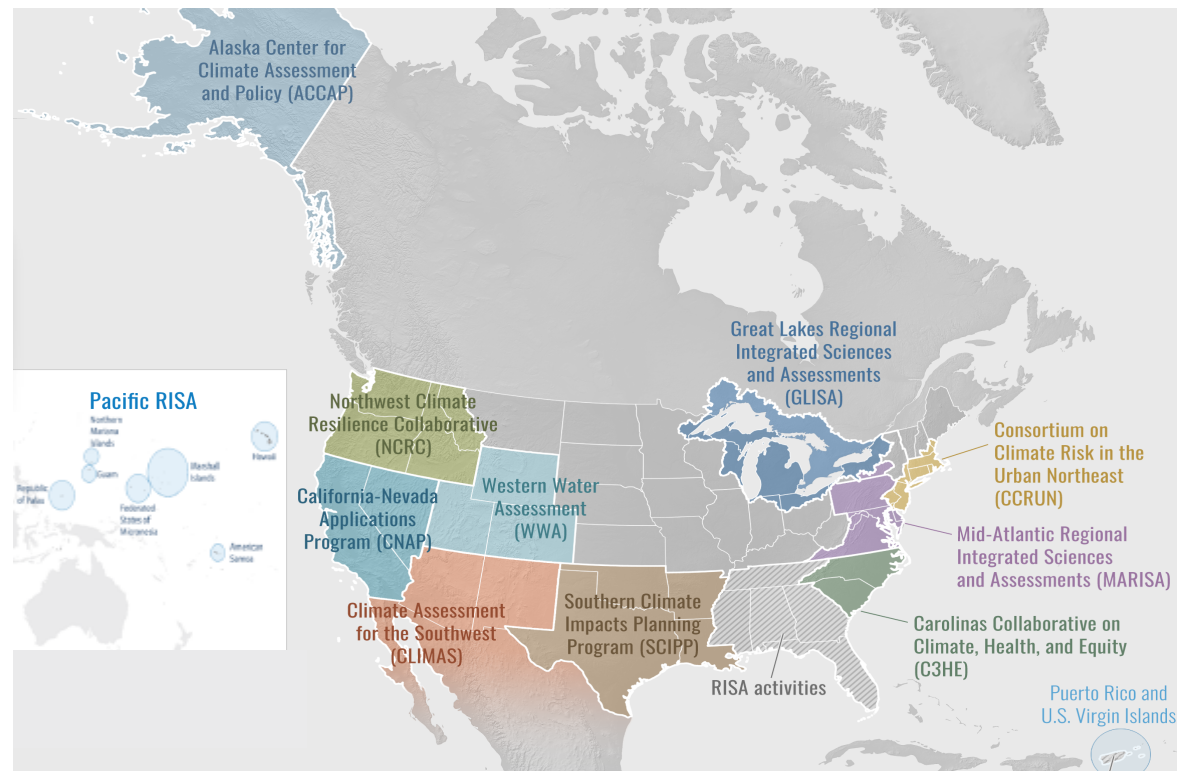 Alaska Center for
Climate Assessment
and Policy (ACCAP)
Great Lakes Regional
Integrated Sciences
and Assessments
(GLISA)
Pacific RISA
Northern
Mariana
Islands
Guam
Republic
of Palau
Federated
States of
Micronesia
Marshall
Islands
Hawaii
American
Samoa
Northwest Climate
Resilience Collaborative
(NCRC)
California-Nevada
Applications
Program (CNAP)
Western Water
Assessment
(WWA)
Consortium on
Climate Risk in the
Urban Northeast
(CCRUN)
Mid-Atlantic Regional
Integrated Sciences
and Assessments (MARISA)
Climate Assessment
for the Southwest
(CLIMAS)
Southern Climate
Impacts Planning
Program (SCIPP)
Carolinas Collaborative on
Climate, Health, and Equity
(C3HE)
RISA activities
Puerto Rico and
U.S. Virgin Islands